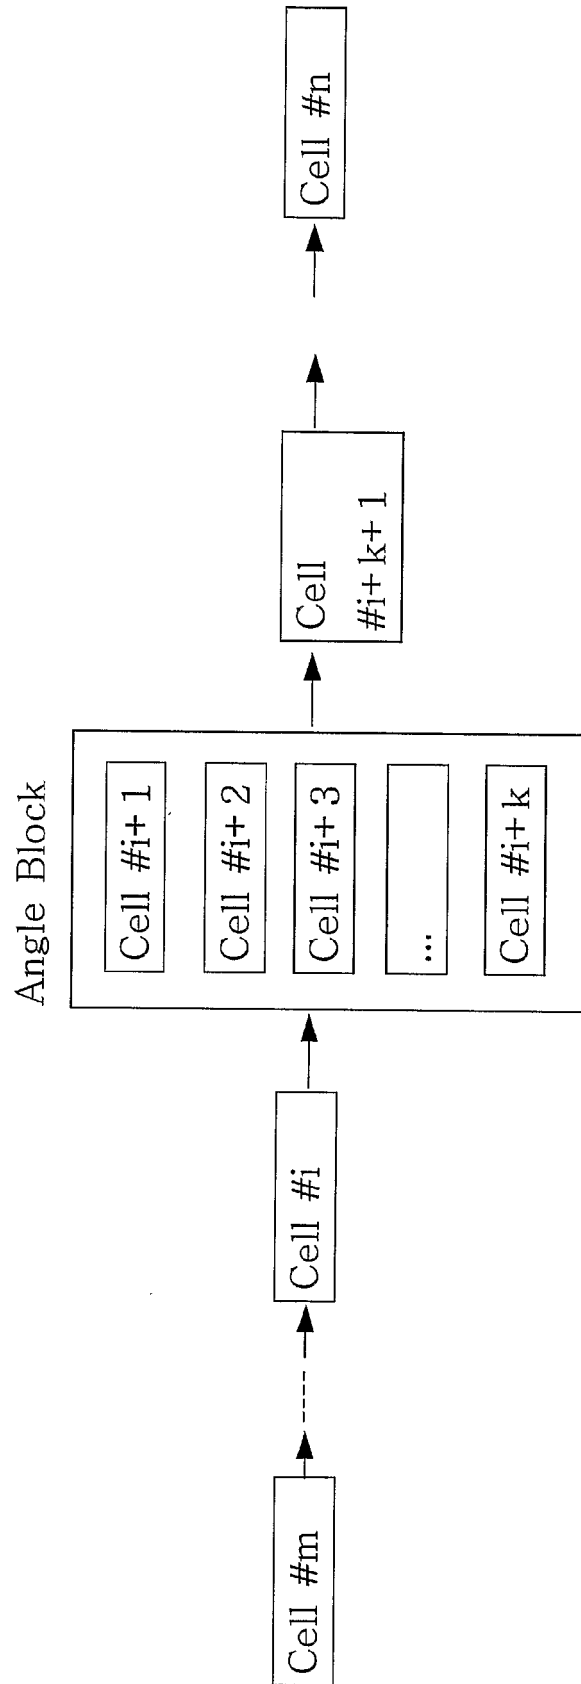 Angle Block
Cell #m
Cell #i
Cell #i+1
Cell #i+2
Cell #i+3
...
Cell #i+k
Cell
#i+k+1
Cell #n